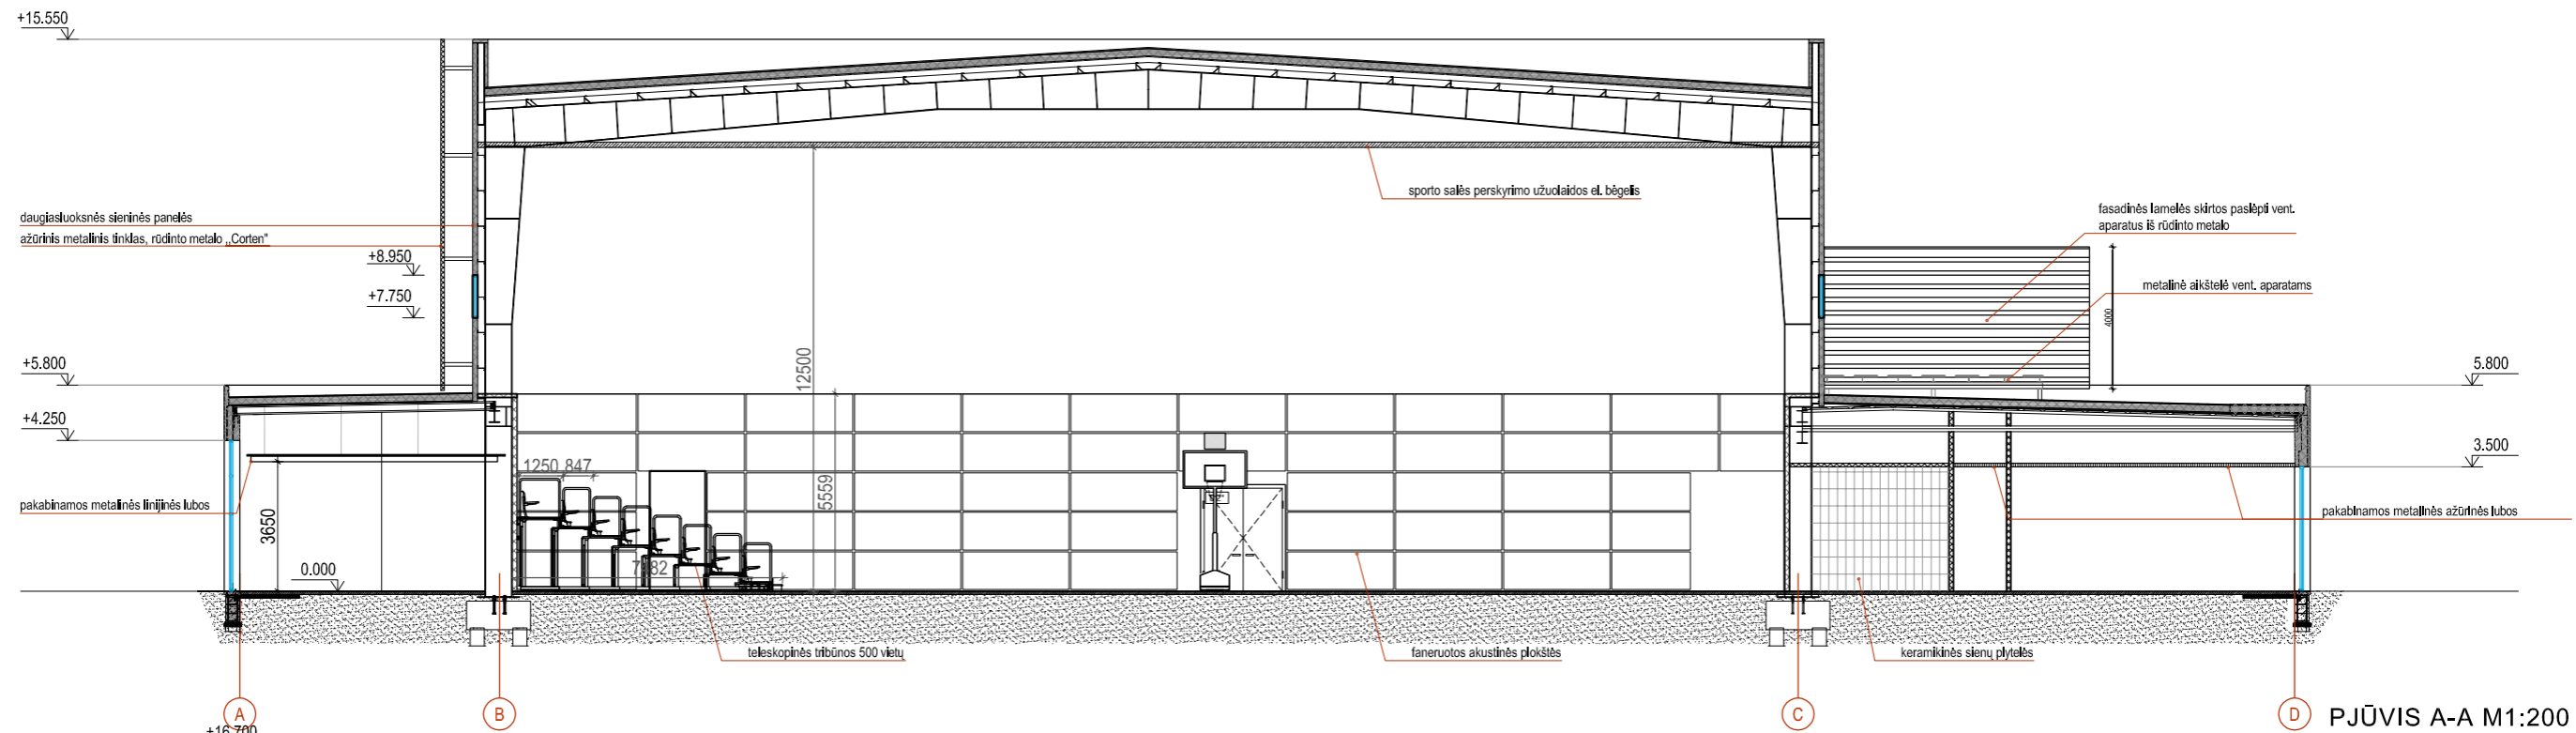 +15.550
sporto salės perskyrimo užuolaidos el. bėgelis
daugiasluoksnės sieninės panelės
ažūrinis metalinis tinklas, rūdinto metalo ,,Corten"
fasadinės lamelės skirtos paslėpti vent.
aparatus iš rūdinto metalo
+8.950
+7.750
metalinė aikštelė vent. aparatams
4000
12500
+5.800
5.800
+4.250
3.500
1250 847
5559
pakabinamos metalinės linijinės lubos
3650
pakabinamos metalinės ažūrinės lubos
0.000
7182
teleskopinės tribūnos 500 vietų
faneruotos akustinės plokštės
keramikinės sienų plytelės
A
B
C
D
PJŪVIS A-A M1:200
+16.700